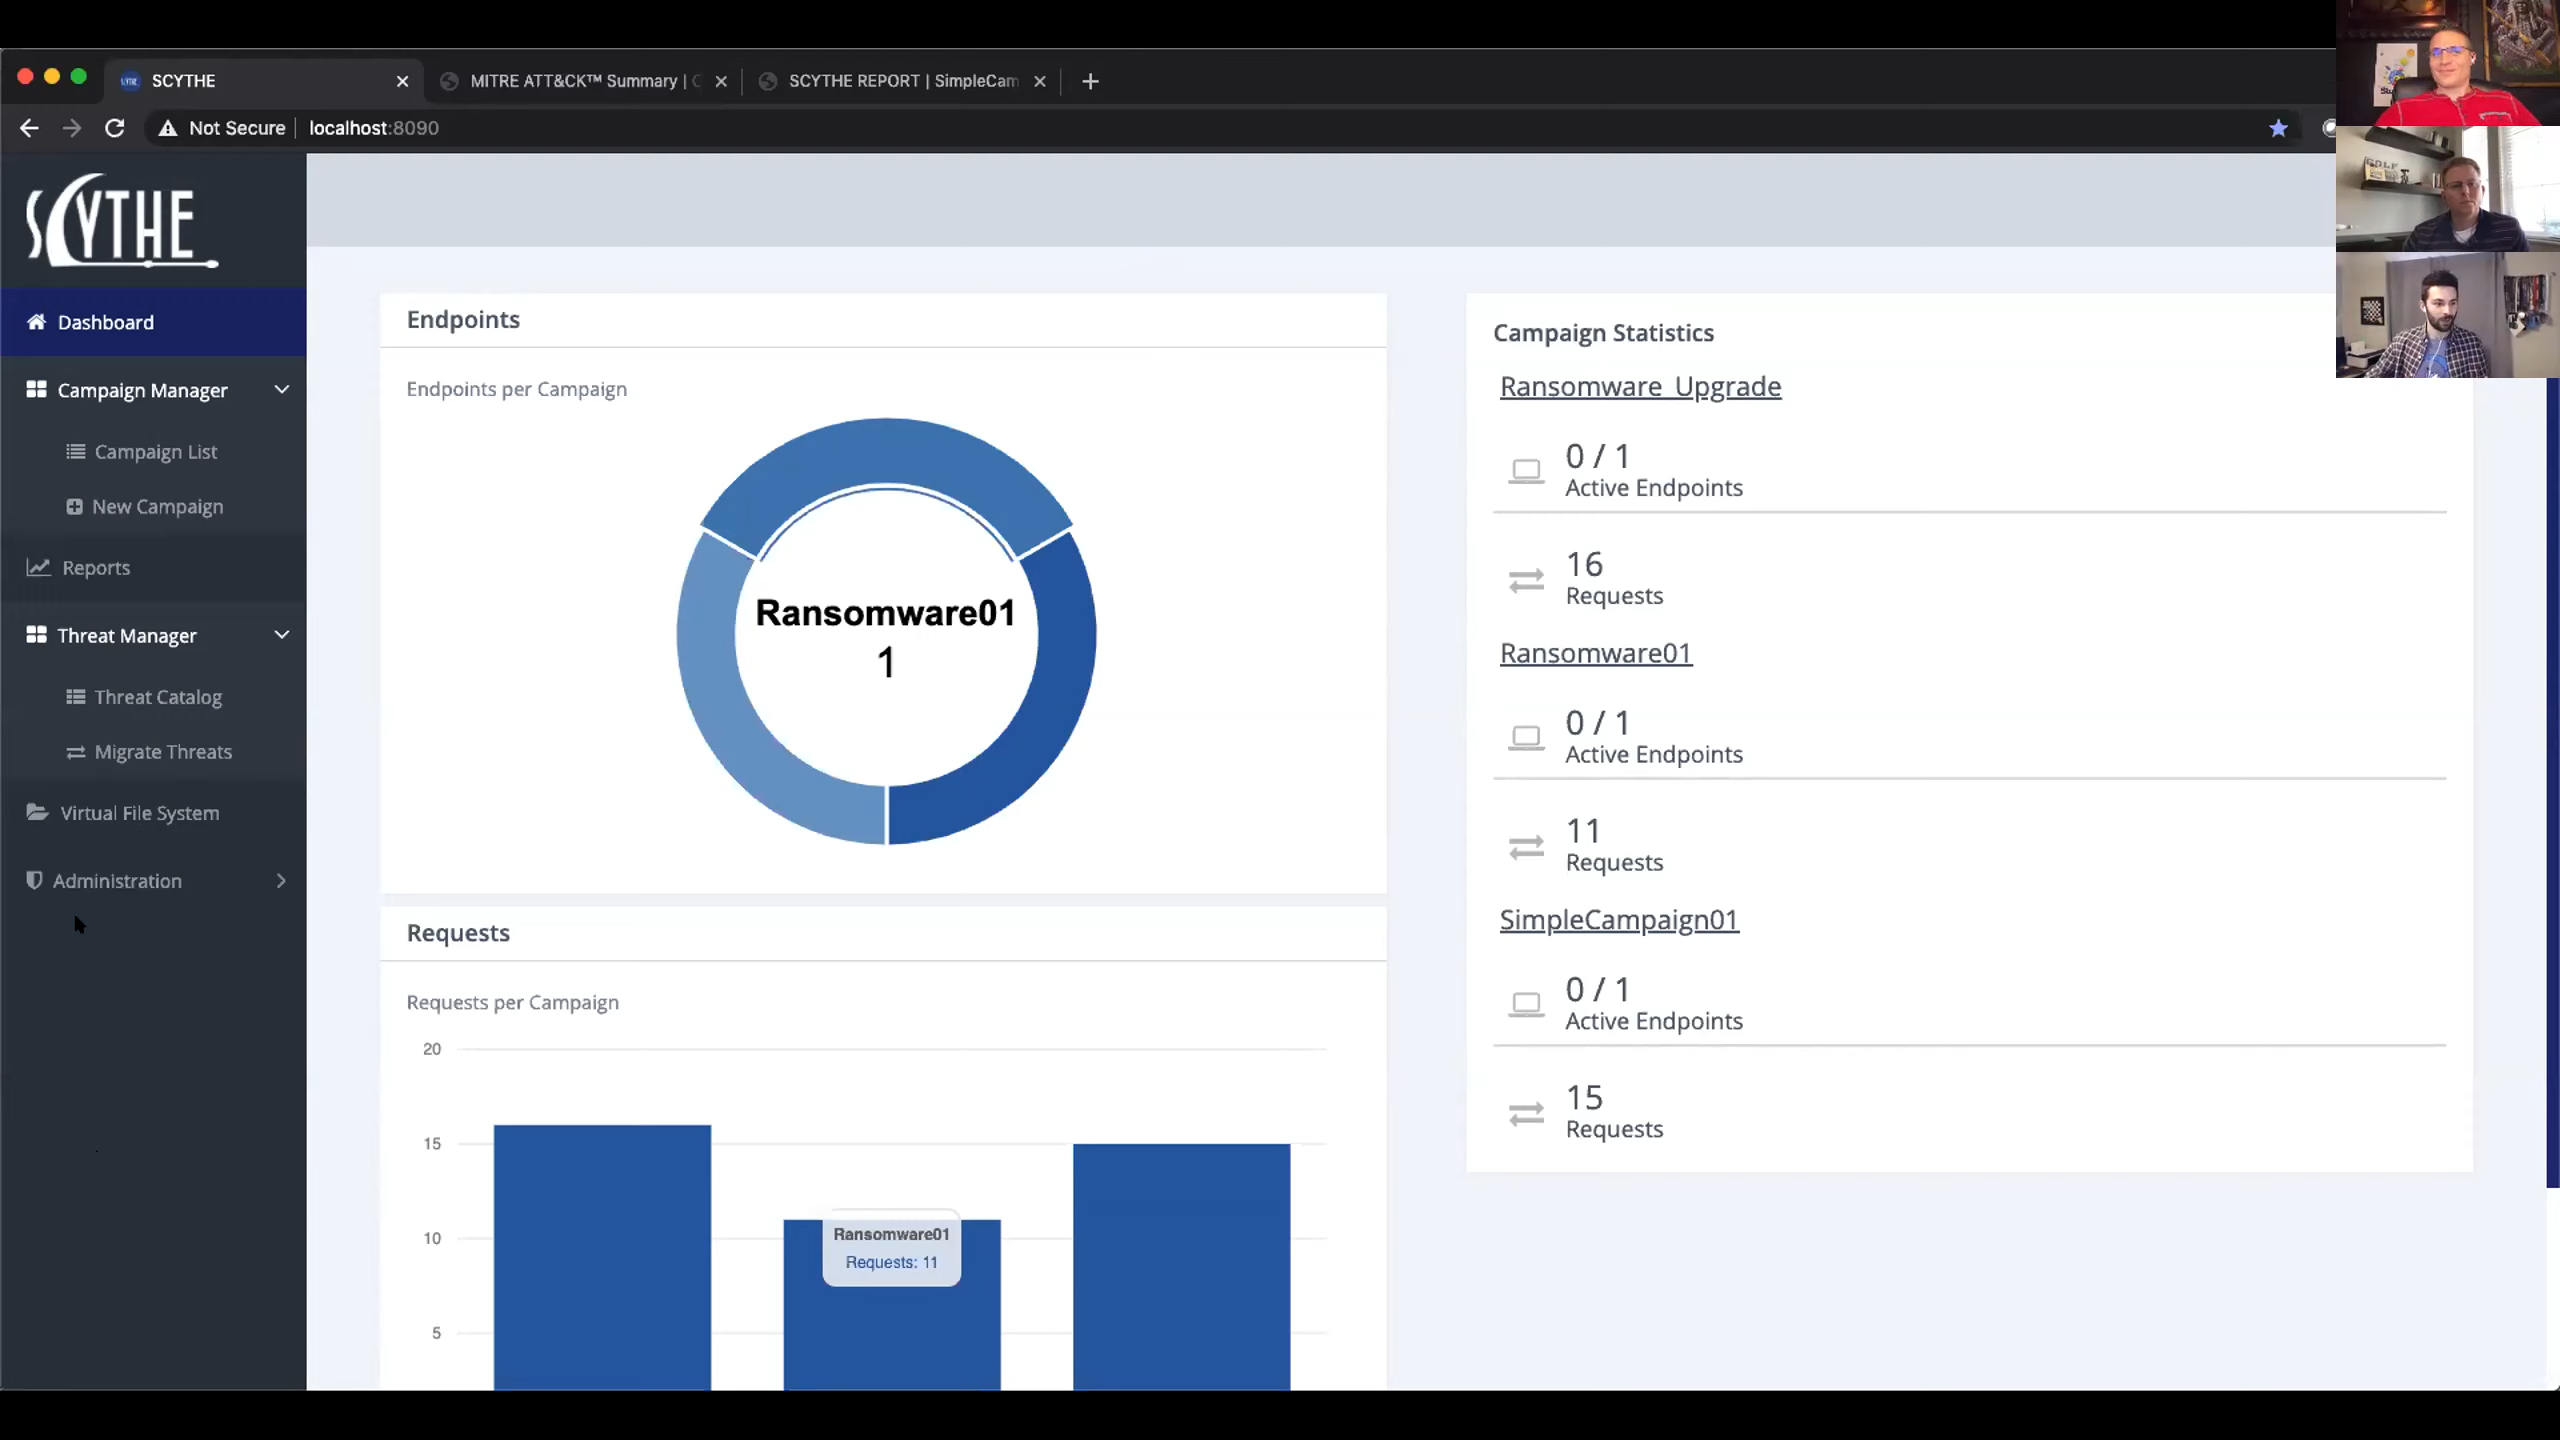 SCYTHE
MITRE ATT&CK™ Summary | C
SCYTHE REPORT | SimpleCam
Not Secure
localhost:8090
SCYTHE
Dashboard
Campaign Manager
Campaign List
New Campaign
Reports
Threat Manager
Threat Catalog
Migrate Threats
Virtual File System
Administration
Endpoints
Endpoints per Campaign
Ransomware01
1
Requests
Requests per Campaign
20
15
10
5
Ransomware01
Requests: 11
Campaign Statistics
Ransomware_Upgrade
0 / 1
Active Endpoints
16
Requests
Ransomware01
0 / 1
Active Endpoints
11
Requests
SimpleCampaign01
0 / 1
Active Endpoints
15
Requests
GOLF